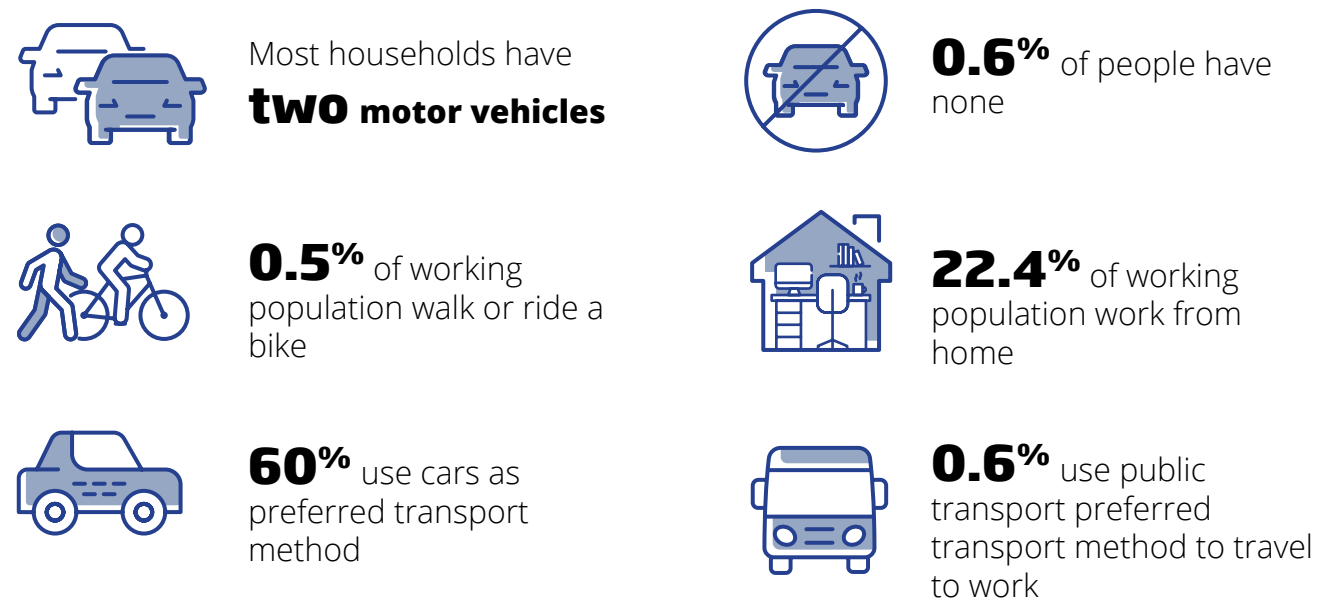 Most households have
two motor vehicles
0.6% of people have
none
0.5% of working
population walk or ride a
bike
22.4% of working
population work from
home
60% use cars as
preferred transport
method
0.6% use public
transport preferred
transport method to travel
to work